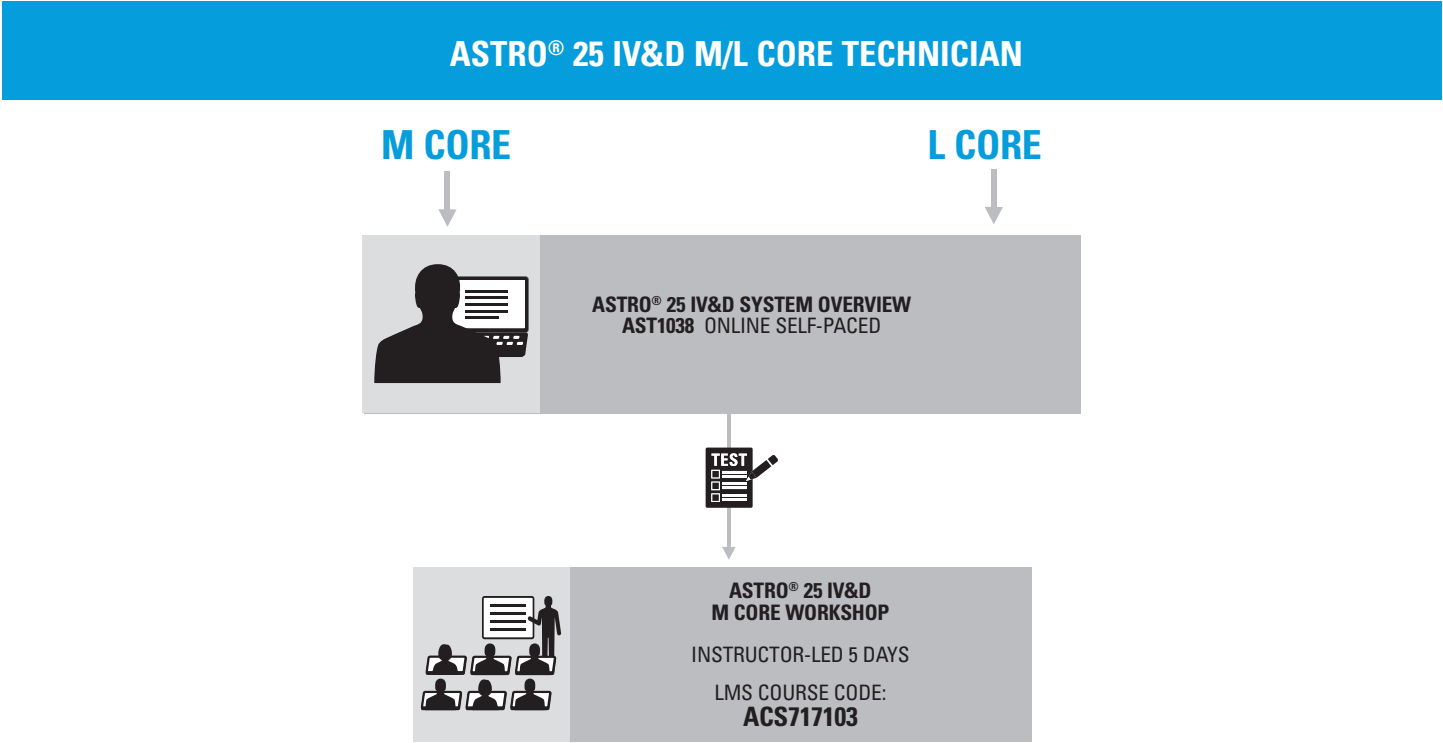 ASTRO® 25 IV&D M/L CORE TECHNICIAN
M CORE
L CORE
ASTRO® 25 IV&D SYSTEM OVERVIEW
AST1038 ONLINE SELF-PACED
TEST
ASTRO® 25 IV&D
M CORE WORKSHOP
INSTRUCTOR-LED 5 DAYS
LMS COURSE CODE:
ACS717103